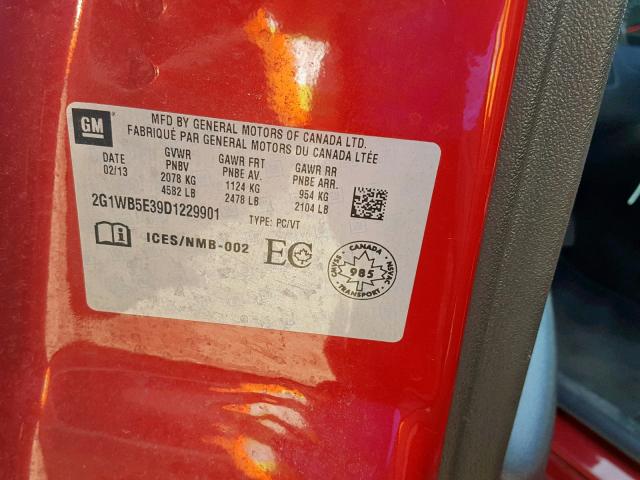 GM
MFD BY GENERAL MOTORS OF CANADA LTD.
FABRIQUÉ PAR GENERAL MOTORS DU CANADA LTÉE
DATE GVWR GAWR FRT GAWR RR
02/13 PNBV PNBE AV. PNBE ARR.
2078 KG 1124 KG 954 KG
4582 LB 2478 LB 2104 LB
2G1WB5E39D1229901 TYPE: PC/VT
ICES/NMB-002 EC
CANADA
CMVSS 985 NSVAC
TRANSPORT